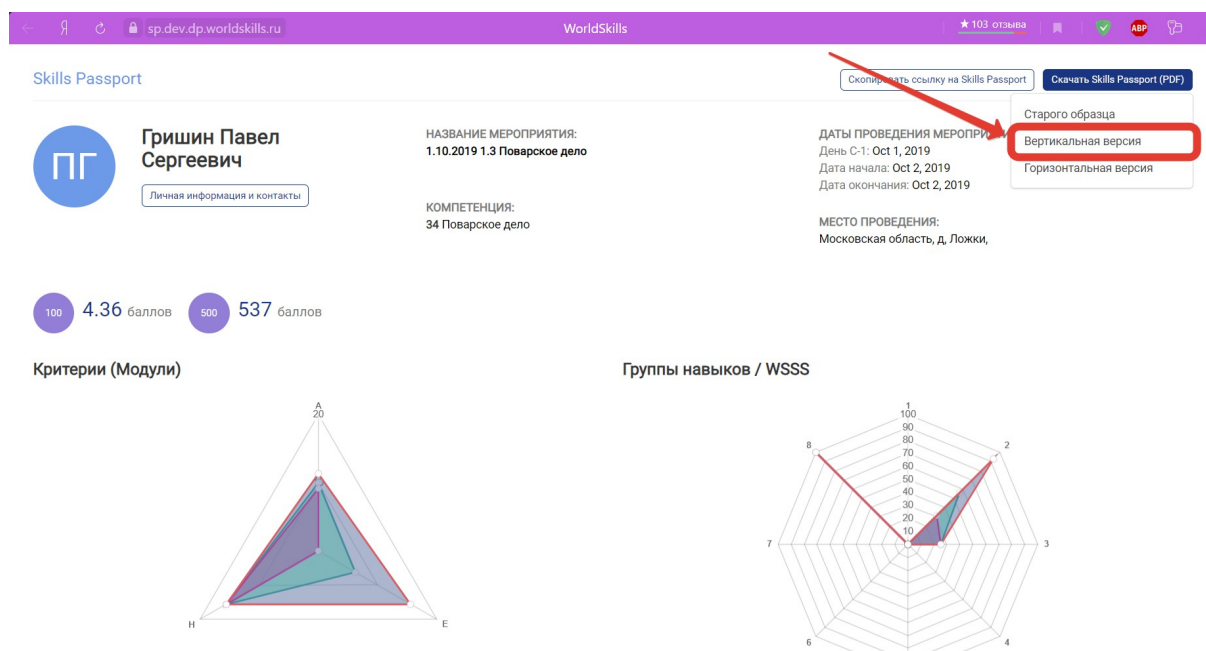 Я
sp.dev.dp.worldskills.ru
WorldSkills
★ 103 отзыва
ABP
Skills Passport
Скопировать ссылку на Skills Passport
Скачать Skills Passport (PDF)
Старого образца
Вертикальная версия
Горизонтальная версия
ПГ
Гришин Павел
Сергеевич
Личная информация и контакты
НАЗВАНИЕ МЕРОПРИЯТИЯ:
1.10.2019 1.3 Поварское дело
КОМПЕТЕНЦИЯ:
34 Поварское дело
ДАТЫ ПРОВЕДЕНИЯ
День С-1: Oct 1, 2019
Дата начала: Oct 2, 2019
Дата окончания: Oct 2, 2019
МЕСТО ПРОВЕДЕНИЯ:
Московская область, д, Ложки,
100 4.36 баллов 500 537 баллов
Критерии (Модули)
A
20
H
E
Группы навыков / WSSS
1
100
90
80
70
60
50
40
30
20
10
8
2
7
3
6
4